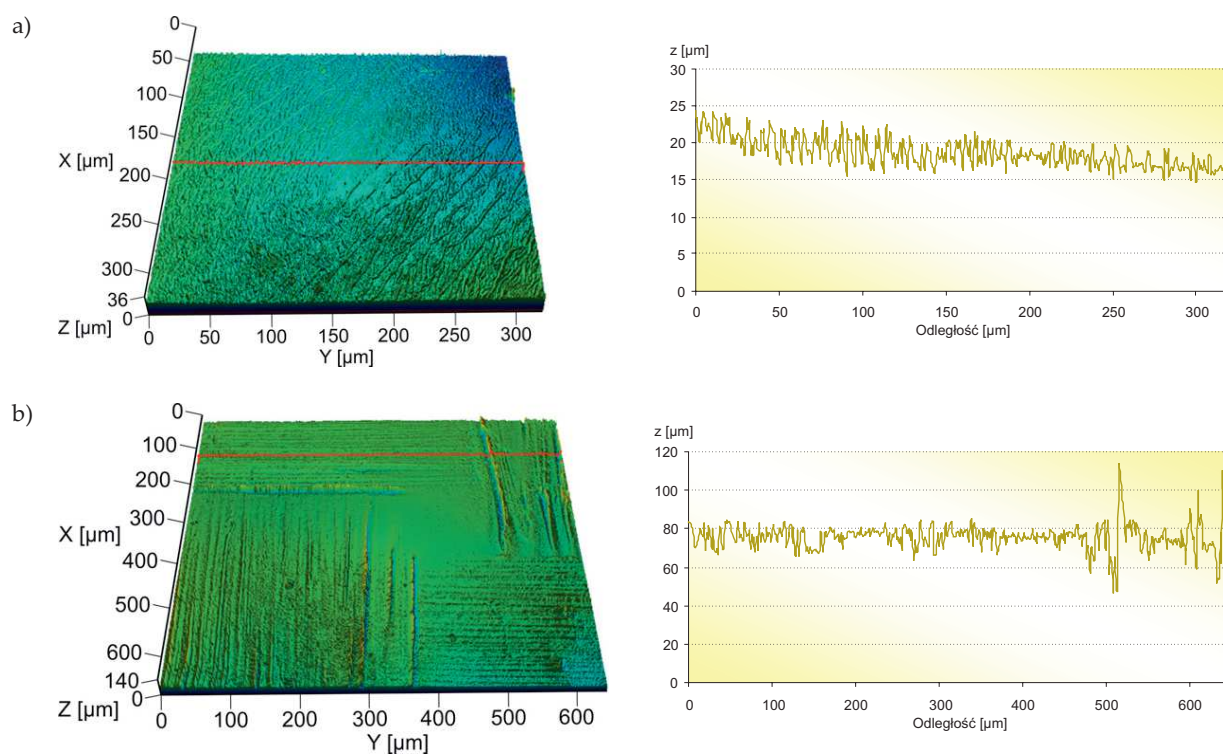 a)
0
50
100
150
X [µm]
200
250
300
36
Z [µm]
0
0 50 100 150 200 250 300
Y [µm]
z [µm]
30
25
20
15
10
5
0
0 50 100 150 200 250 300
Odległość [µm]
b)
0
100
200
300
X [µm]
400
500
600
140
Z [µm] 0
0 100 200 300 400 500 600
Y [µm]
z [µm]
120
100
80
60
40
20
0
0 100 200 300 400 500 600
Odległość [µm]